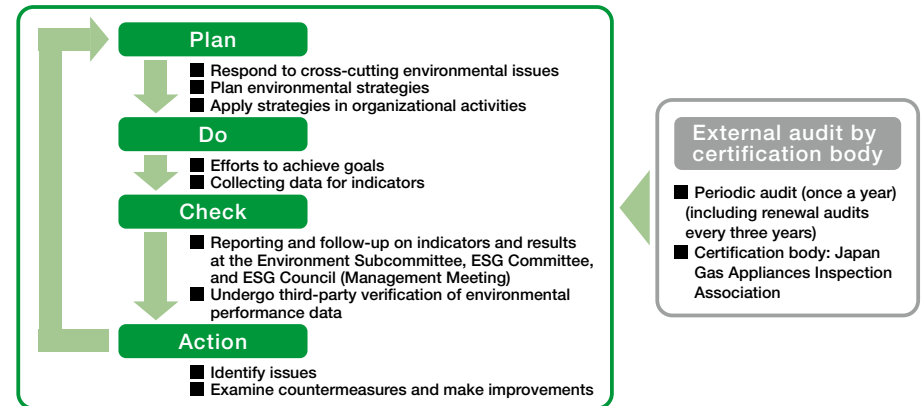 Plan
■ Respond to cross-cutting environmental issues
■ Plan environmental strategies
■ Apply strategies in organizational activities
Do
■ Efforts to achieve goals
■ Collecting data for indicators
Check
■ Reporting and follow-up on indicators and results
at the Environment Subcommittee, ESG Committee,
and ESG Council (Management Meeting)
■ Undergo third-party verification of environmental
performance data
Action
■ Identify issues
■ Examine countermeasures and make improvements
External audit by
certification body
■ Periodic audit (once a year)
(including renewal audits
every three years)
■ Certification body: Japan
Gas Appliances Inspection
Association